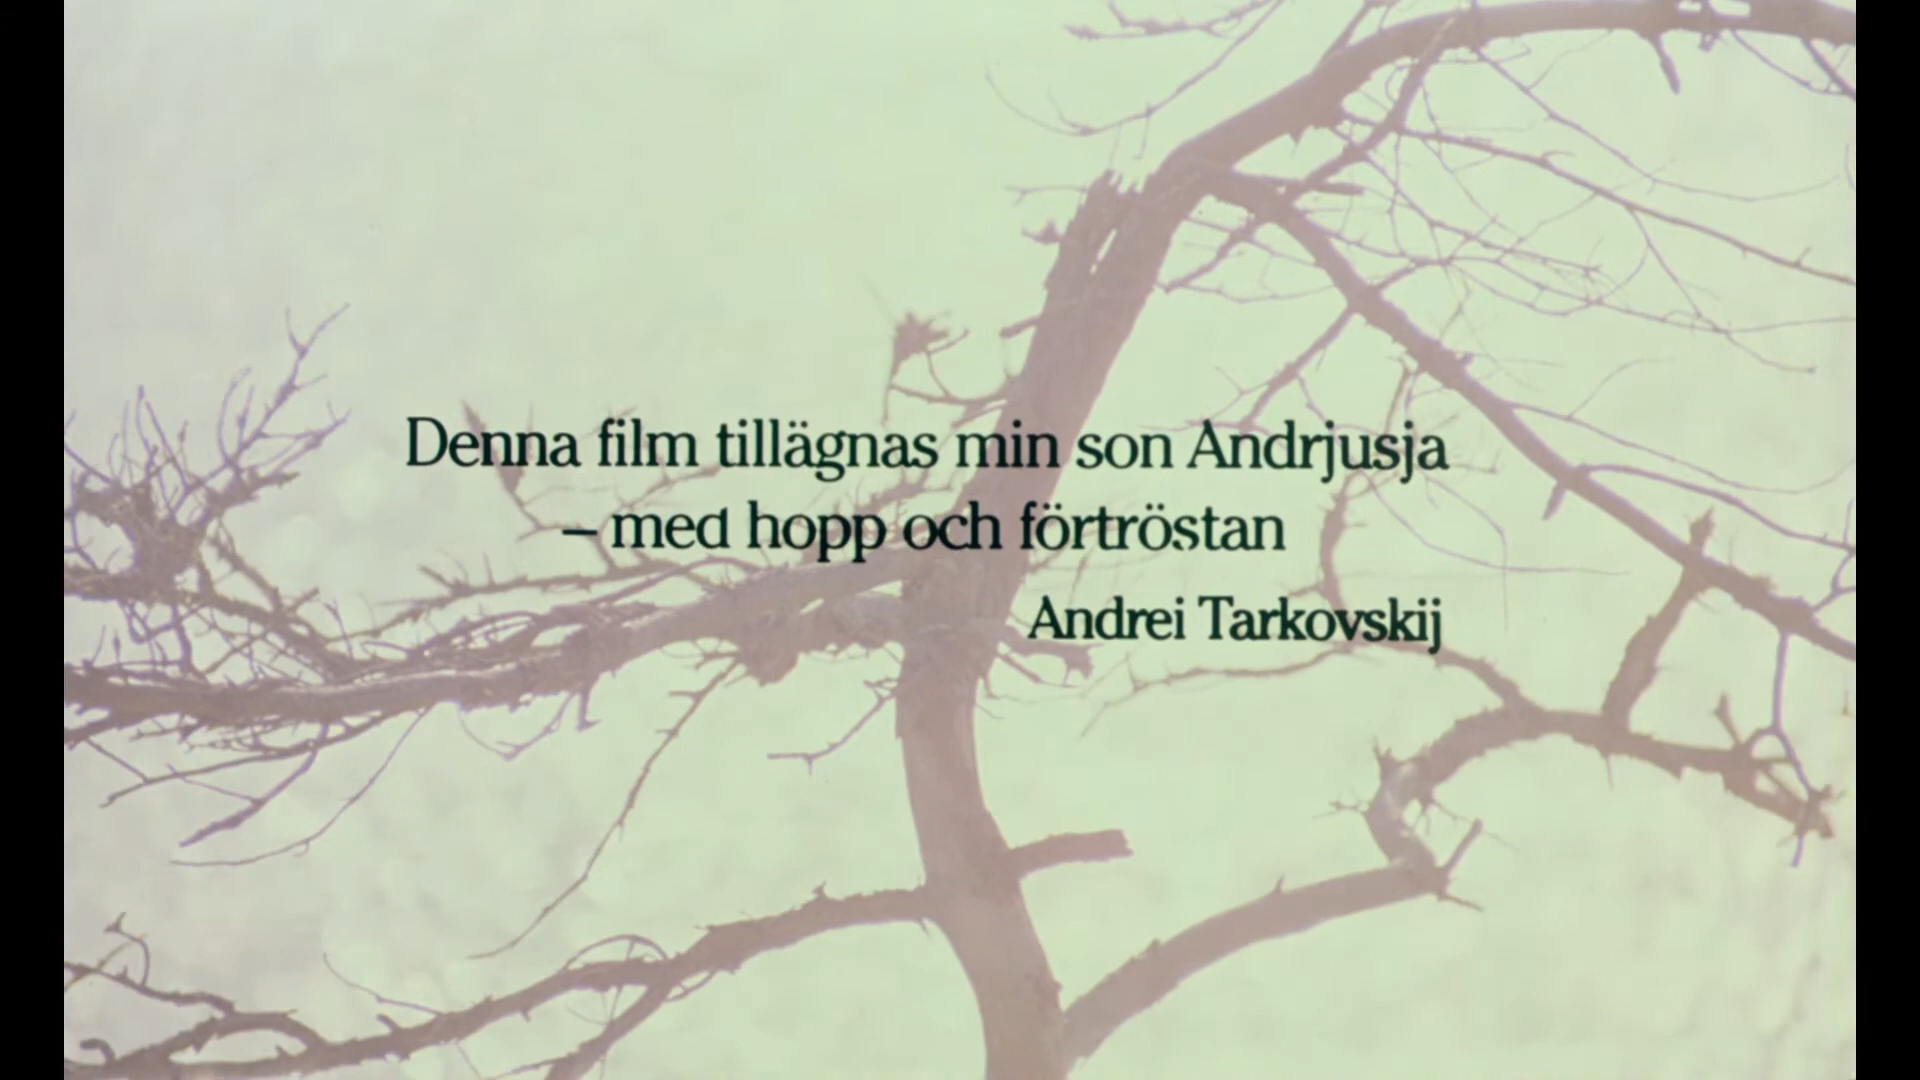 Denna film tillägnas min son Andrjusja
– med hopp och förtröstan
Andrei Tarkovskij